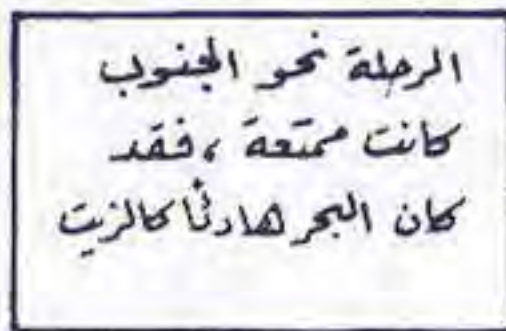 الرحلة نحو الجنوب
كانت ممتعة ، فقد
كان البحر هادئاً كالزيت